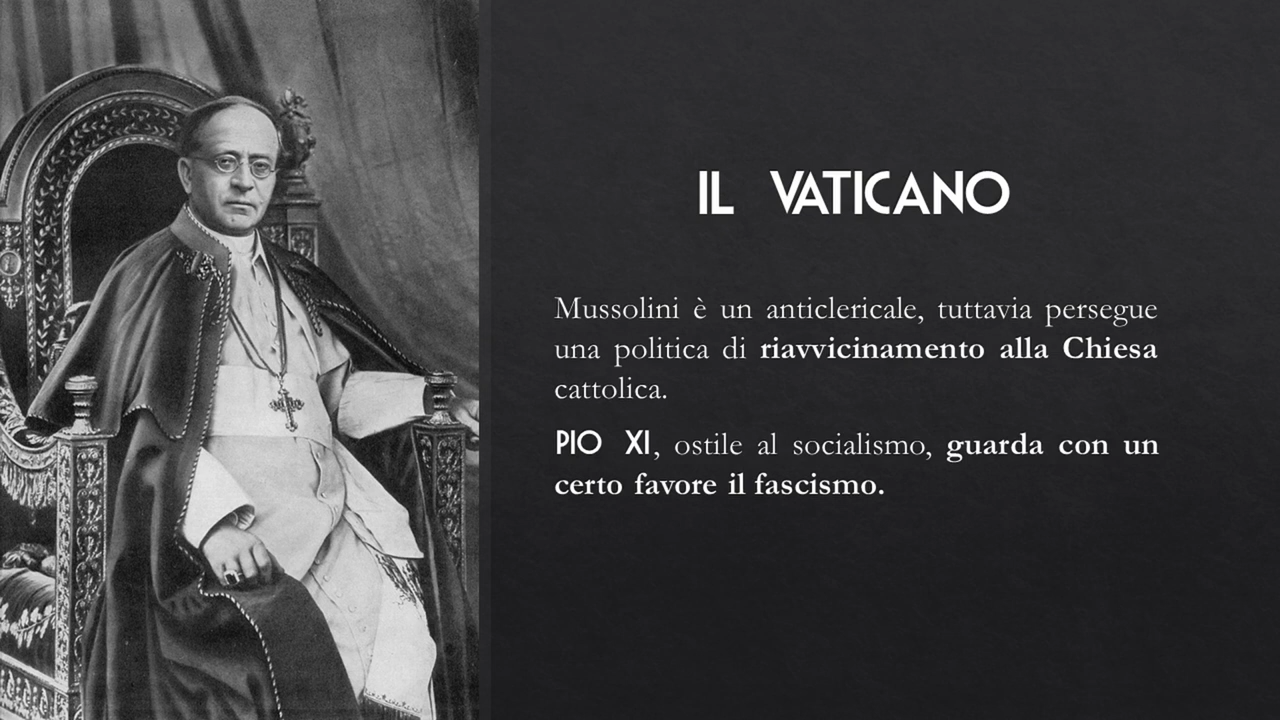 IL VATICANO
Mussolini è un anticlericale, tuttavia persegue
una politica di riavvicinamento alla Chiesa
cattolica.
PIO XI, ostile al socialismo, guarda con un
certo favore il fascismo.